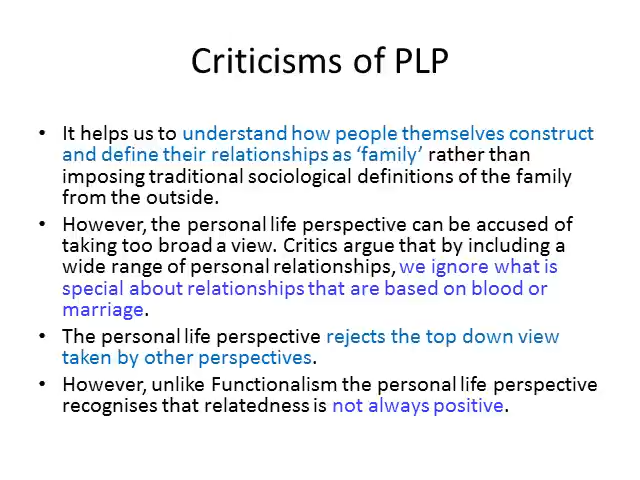 Criticisms of PLP
• It helps us to understand how people themselves construct
and define their relationships as ‘family’ rather than
imposing traditional sociological definitions of the family
from the outside.
• However, the personal life perspective can be accused of
taking too broad a view. Critics argue that by including a
wide range of personal relationships, we ignore what is
special about relationships that are based on blood or
marriage.
• The personal life perspective rejects the top down view
taken by other perspectives.
• However, unlike Functionalism the personal life perspective
recognises that relatedness is not always positive.